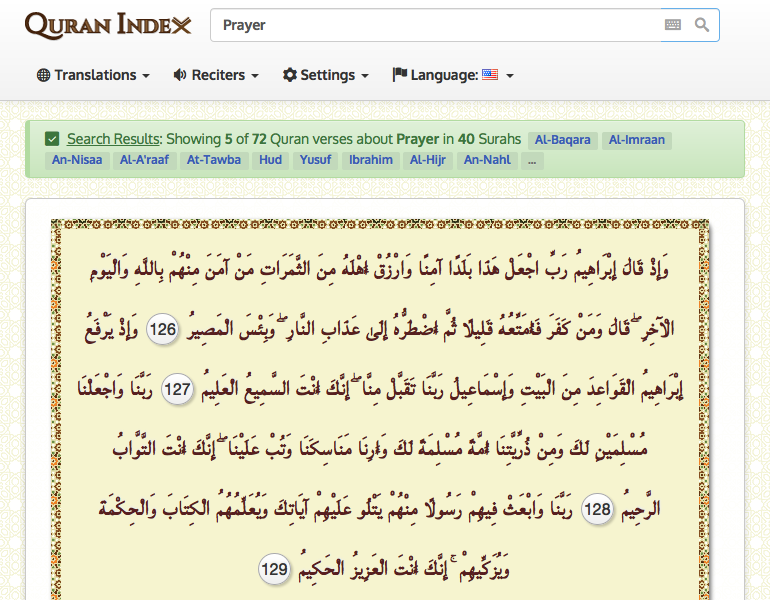 QURAN INDEX
Prayer
Translations Reciters Settings Language:
Search Results: Showing 5 of 72 Quran verses about Prayer in 40 Surahs Al-Baqara Al-Imraan
An-Nisaa Al-A'raaf At-Tawba Hud Yusuf Ibrahim Al-Hijr An-Nahl ...
وَإِذْ قَالَ إِبْرَاهِيمُ رَبِّ اجْعَلْ هَذَا بَلَدًا آمِنًا وَارْزُقْ أَهْلَهُ مِنَ الثَّمَرَاتِ مَنْ آمَنَ مِنْهُمْ بِاللَّهِ وَالْيَوْمِ
الْآخِرِ ۖ قَالَ وَمَنْ كَفَرَ فَأُمَتِّعُهُ قَلِيلًا ثُمَّ أَضْطَرُّهُ إِلَىٰ عَذَابِ النَّارِ ۖ وَبِئْسَ الْمَصِيرُ 126 وَإِذْ يَرْفَعُ
إِبْرَاهِيمُ الْقَوَاعِدَ مِنَ الْبَيْتِ وَإِسْمَاعِيلُ رَبَّنَا تَقَبَّلْ مِنَّا ۖ إِنَّكَ أَنْتَ السَّمِيعُ الْعَلِيمُ 127 رَبَّنَا وَاجْعَلْنَا
مُسْلِمَيْنِ لَكَ وَمِنْ ذُرِّيَّتِنَا أُمَّةً مُسْلِمَةً لَكَ وَأَرِنَا مَنَاسِكَنَا وَتُبْ عَلَيْنَا ۖ إِنَّكَ أَنْتَ التَّوَّابُ
الرَّحِيمُ 128 رَبَّنَا وَابْعَثْ فِيهِمْ رَسُولًا مِنْهُمْ يَتْلُو عَلَيْهِمْ آيَاتِكَ وَيُعَلِّمُهُمُ الْكِتَابَ وَالْحِكْمَةَ
وَيُزَكِّيهِمْ ۚ إِنَّكَ أَنْتَ الْعَزِيزُ الْحَكِيمُ 129